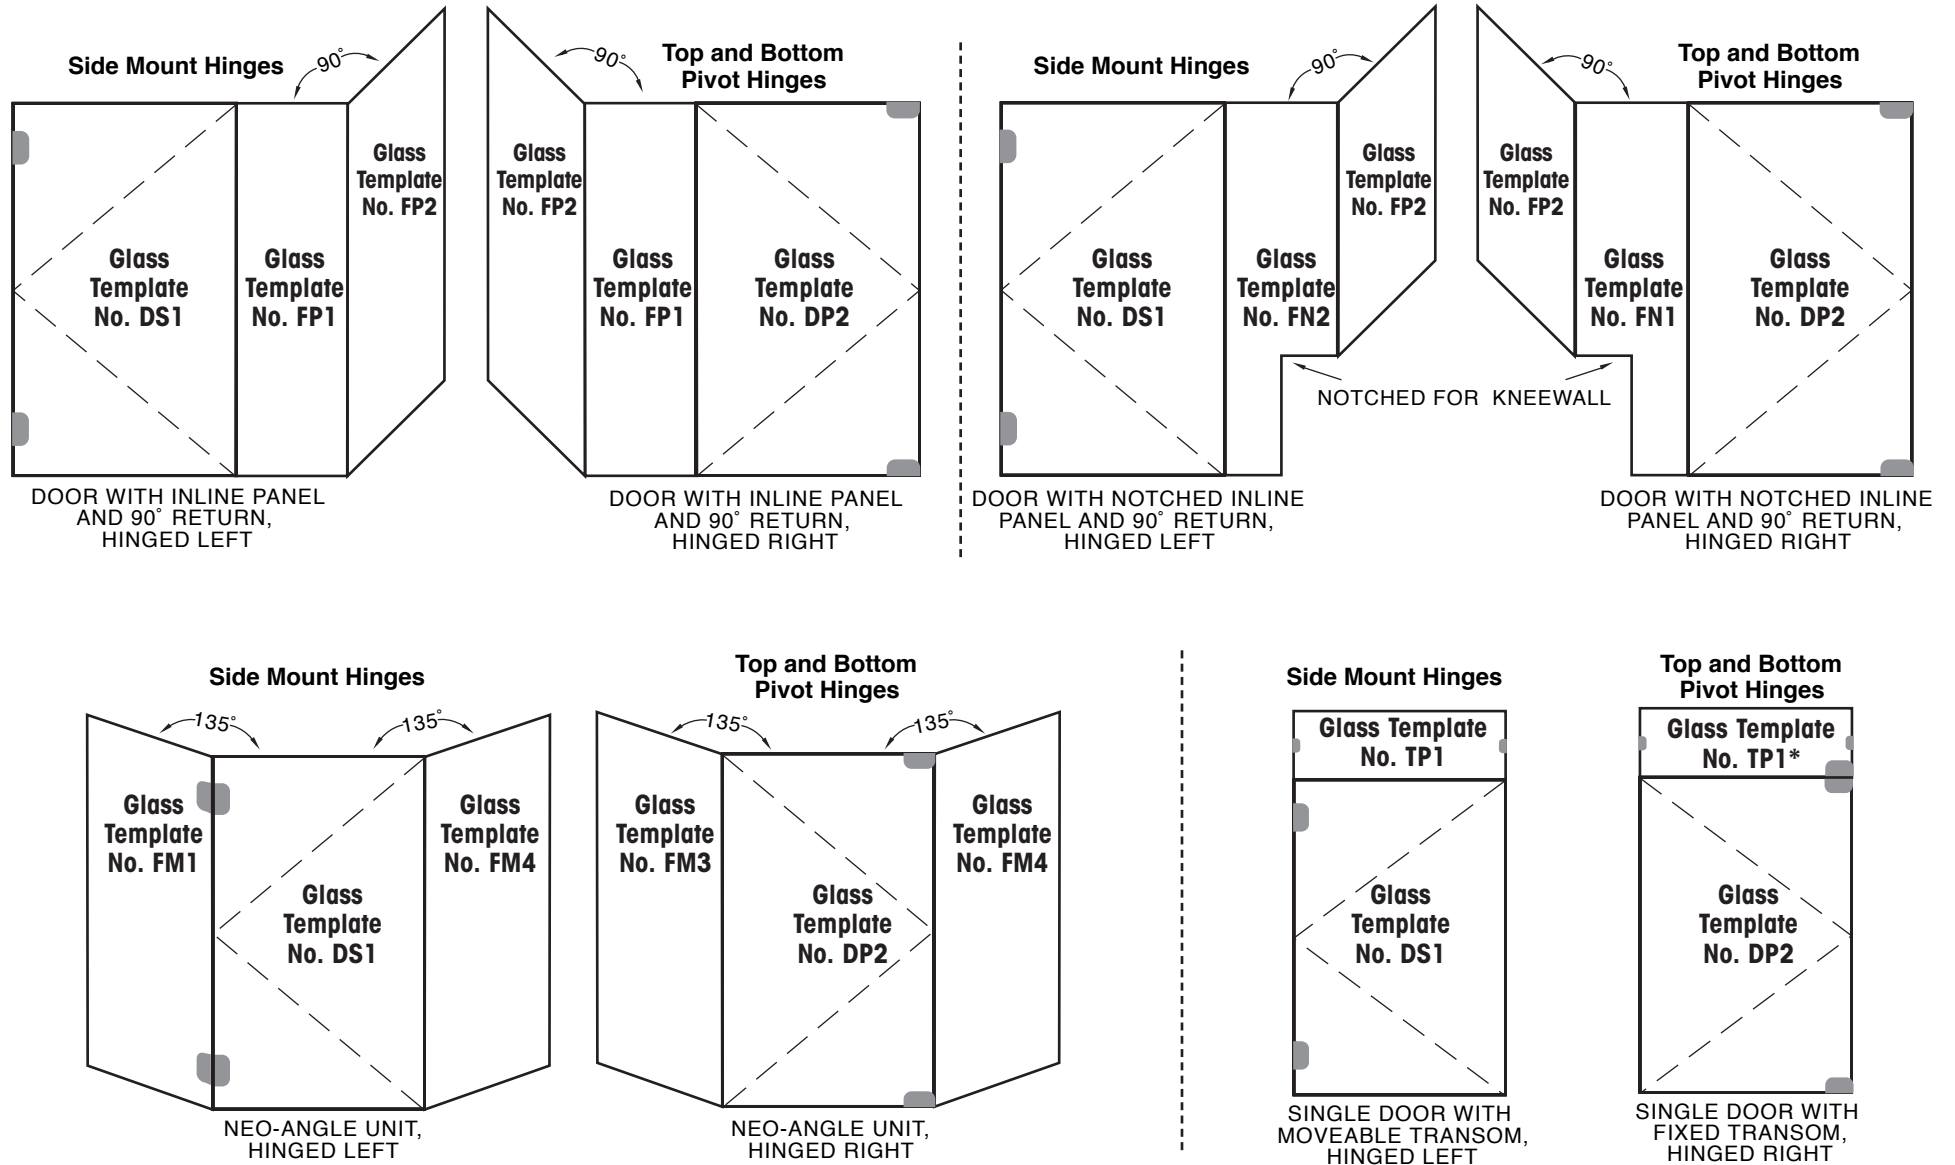 Side Mount Hinges
90°
Glass
Template
No. DS1
Glass
Template
No. FP1
Glass
Template
No. FP2
DOOR WITH INLINE PANEL
AND 90° RETURN,
HINGED LEFT
Top and Bottom
Pivot Hinges
90°
Glass
Template
No. FP2
Glass
Template
No. FP1
Glass
Template
No. DP2
DOOR WITH INLINE PANEL
AND 90° RETURN,
HINGED RIGHT
Side Mount Hinges
90°
Glass
Template
No. DS1
Glass
Template
No. FN2
Glass
Template
No. FP2
NOTCHED FOR KNEEWALL
DOOR WITH NOTCHED INLINE
PANEL AND 90° RETURN,
HINGED LEFT
Top and Bottom
Pivot Hinges
90°
Glass
Template
No. FP2
Glass
Template
No. FN1
Glass
Template
No. DP2
DOOR WITH NOTCHED INLINE
PANEL AND 90° RETURN,
HINGED RIGHT
Side Mount Hinges
135°
135°
Glass
Template
No. FM1
Glass
Template
No. DS1
Glass
Template
No. FM4
NEO-ANGLE UNIT,
HINGED LEFT
Top and Bottom
Pivot Hinges
135°
135°
Glass
Template
No. FM3
Glass
Template
No. DP2
Glass
Template
No. FM4
NEO-ANGLE UNIT,
HINGED RIGHT
Side Mount Hinges
Glass Template
No. TP1
Glass
Template
No. DS1
SINGLE DOOR WITH
MOVEABLE TRANSOM,
HINGED LEFT
Top and Bottom
Pivot Hinges
Glass Template
No. TP1*
Glass
Template
No. DP2
SINGLE DOOR WITH
FIXED TRANSOM,
HINGED RIGHT